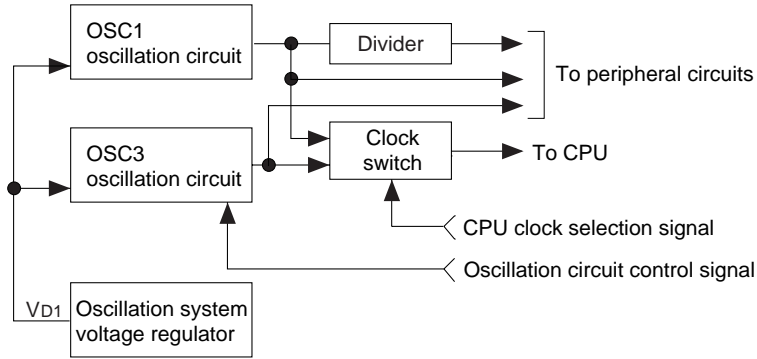 OSC1
oscillation circuit
Divider
To peripheral circuits
OSC3
oscillation circuit
Clock
switch
To CPU
CPU clock selection signal
Oscillation circuit control signal
VD1
Oscillation system
voltage regulator